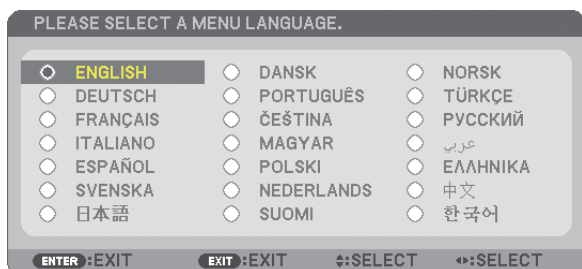 PLEASE SELECT A MENU LANGUAGE.
ENGLISH DANSK NORSK
DEUTSCH PORTUGUÊS TÜRKÇE
FRANÇAIS ČEŠTINA РУССКИЙ
ITALIANO MAGYAR عربي
ESPAÑOL POLSKI ΕΛΛΗΝΙΚΑ
SVENSKA NEDERLANDS 中文
日本語 SUOMI 한국어
ENTER :EXIT EXIT :EXIT :SELECT :SELECT